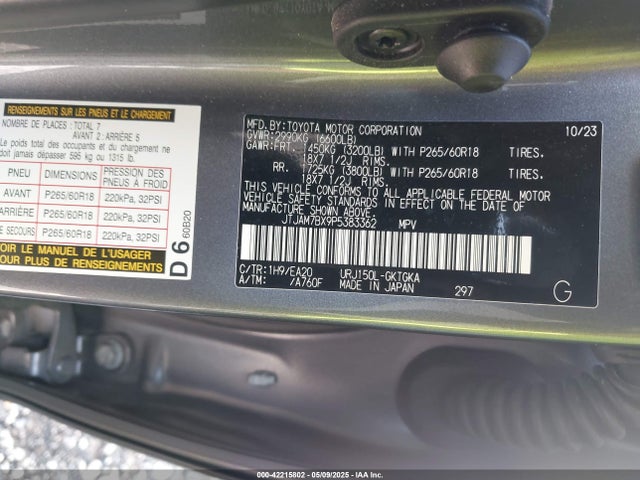 RENSEIGNEMENTS SUR LES PNEUS ET LE CHARGEMENT
NOMBRE DE PLACES: TOTAL 7
AVANT 2: ARRIÈRE 5
Le poids total des occupants et du chargement
ne doit jamais dépasser 585 kg or 1315 lb.
PNEU DIMENSIONS PRESSION DES PNEUS À FROID
AVANT P265/60R18 220kPa, 32PSI
ARRIÈRE P265/60R18 220kPa, 32PSI
DE SECOURS P265/60R18 220kPa, 32PSI
VOIR LE MANUEL DE L'USAGER
POUR PLUS DE RENSEIGNEMENTS
D6 60B20
MFD.BY:TOYOTA MOTOR CORPORATION 10/23
GVWR:2990KG (6600LB)
GAWR:FRT. 1450KG (3200LB) WITH P265/60R18 TIRES.
18X7 1/2J RIMS.
RR. 1725KG (3800LB) WITH P265/60R18 TIRES.
18X7 1/2J RIMS.
THIS VEHICLE CONFORMS TO ALL APPLICABLE FEDERAL MOTOR
VEHICLE SAFETY STANDARDS IN EFFECT ON THE DATE OF
MANUFACTURE SHOWN ABOVE.
JTJAM7BX9P5383362 MPV
C/TR:1H9/EA20 URJ150L-GKTGKA
A/TM: /A760F MADE IN JAPAN 297
G
000-42215802 - 05/09/2025 - IAA Inc.